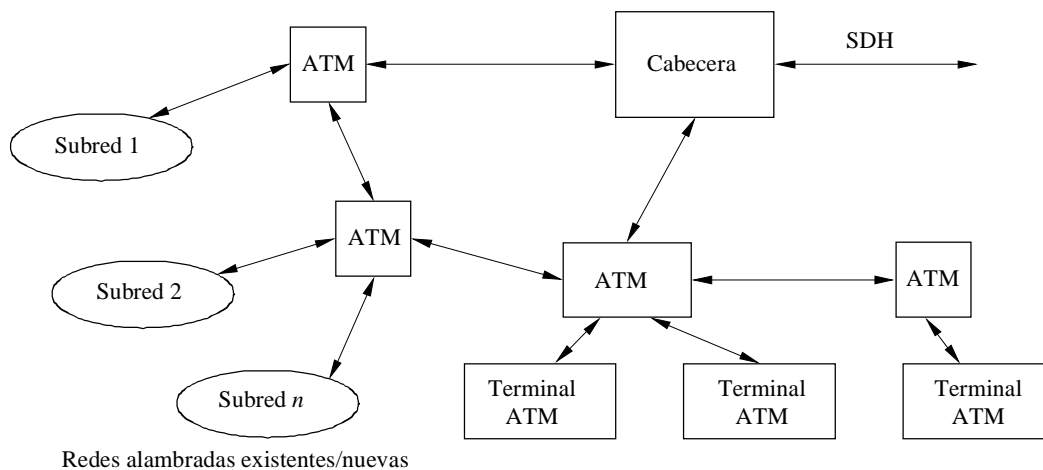 SDH
ATM
Cabecera
Subred 1
ATM
Subred 2
ATM
ATM
Subred n
Terminal
ATM
Terminal
ATM
Terminal
ATM
Redes alambradas existentes/nuevas